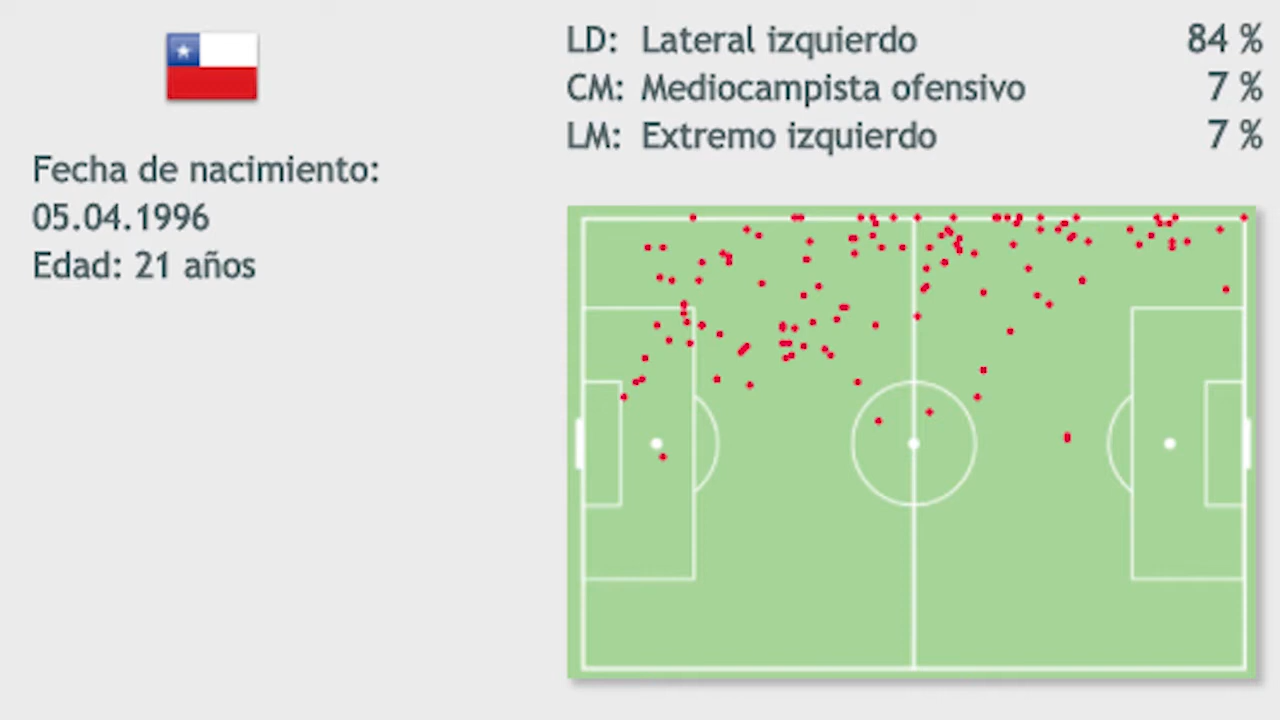 Fecha de nacimiento:
05.04.1996
Edad: 21 años
LD: Lateral izquierdo 84 %
CM: Mediocampista ofensivo 7 %
LM: Extremo izquierdo 7 %